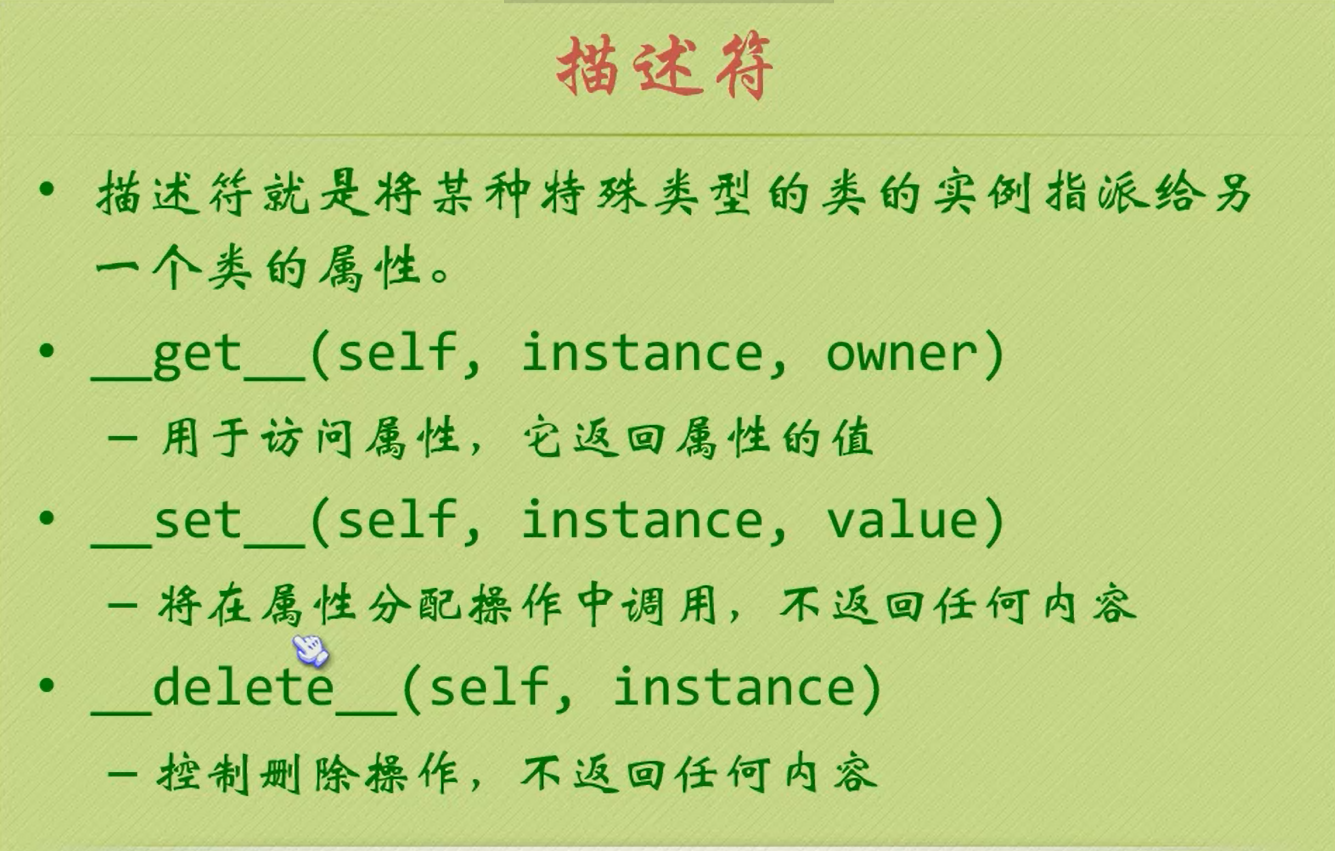 描述符
• 描述符就是将某种特殊类型的类的实例指派给另
一个类的属性。
• __get__(self, instance, owner)
– 用于访问属性，它返回属性的值
• __set__(self, instance, value)
– 将在属性分配操作中调用，不返回任何内容
• __delete__(self, instance)
– 控制删除操作，不返回任何内容